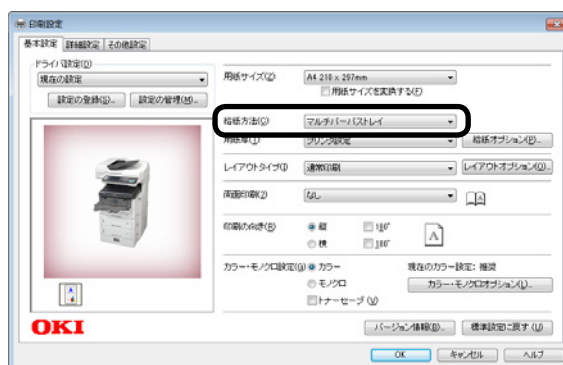 印刷設定
基本設定 詳細設定 その他設定
ドライバ設定(D)
現在の設定
設定の登録(S)... 設定の管理(M)...
用紙サイズ(Z): A4 210 x 297mm
用紙サイズを変換する(F)
給紙方法(C) マルチパーパストレイ
用紙厚(T) プリンタ設定 給紙オプション(P)...
レイアウトタイプ(I) 通常印刷 レイアウトオプション(O)...
両面印刷(2) なし
印刷の向き(R) 縦 180°
横 180°
A
カラー・モノクロ設定(G) カラー 現在のカラー設定: 推奨
モノクロ カラー・モノクロオプション(L)...
トナーセーブ(V)
OKI
バージョン情報(B)... 標準設定に戻す(U)
OK キャンセル ヘルプ